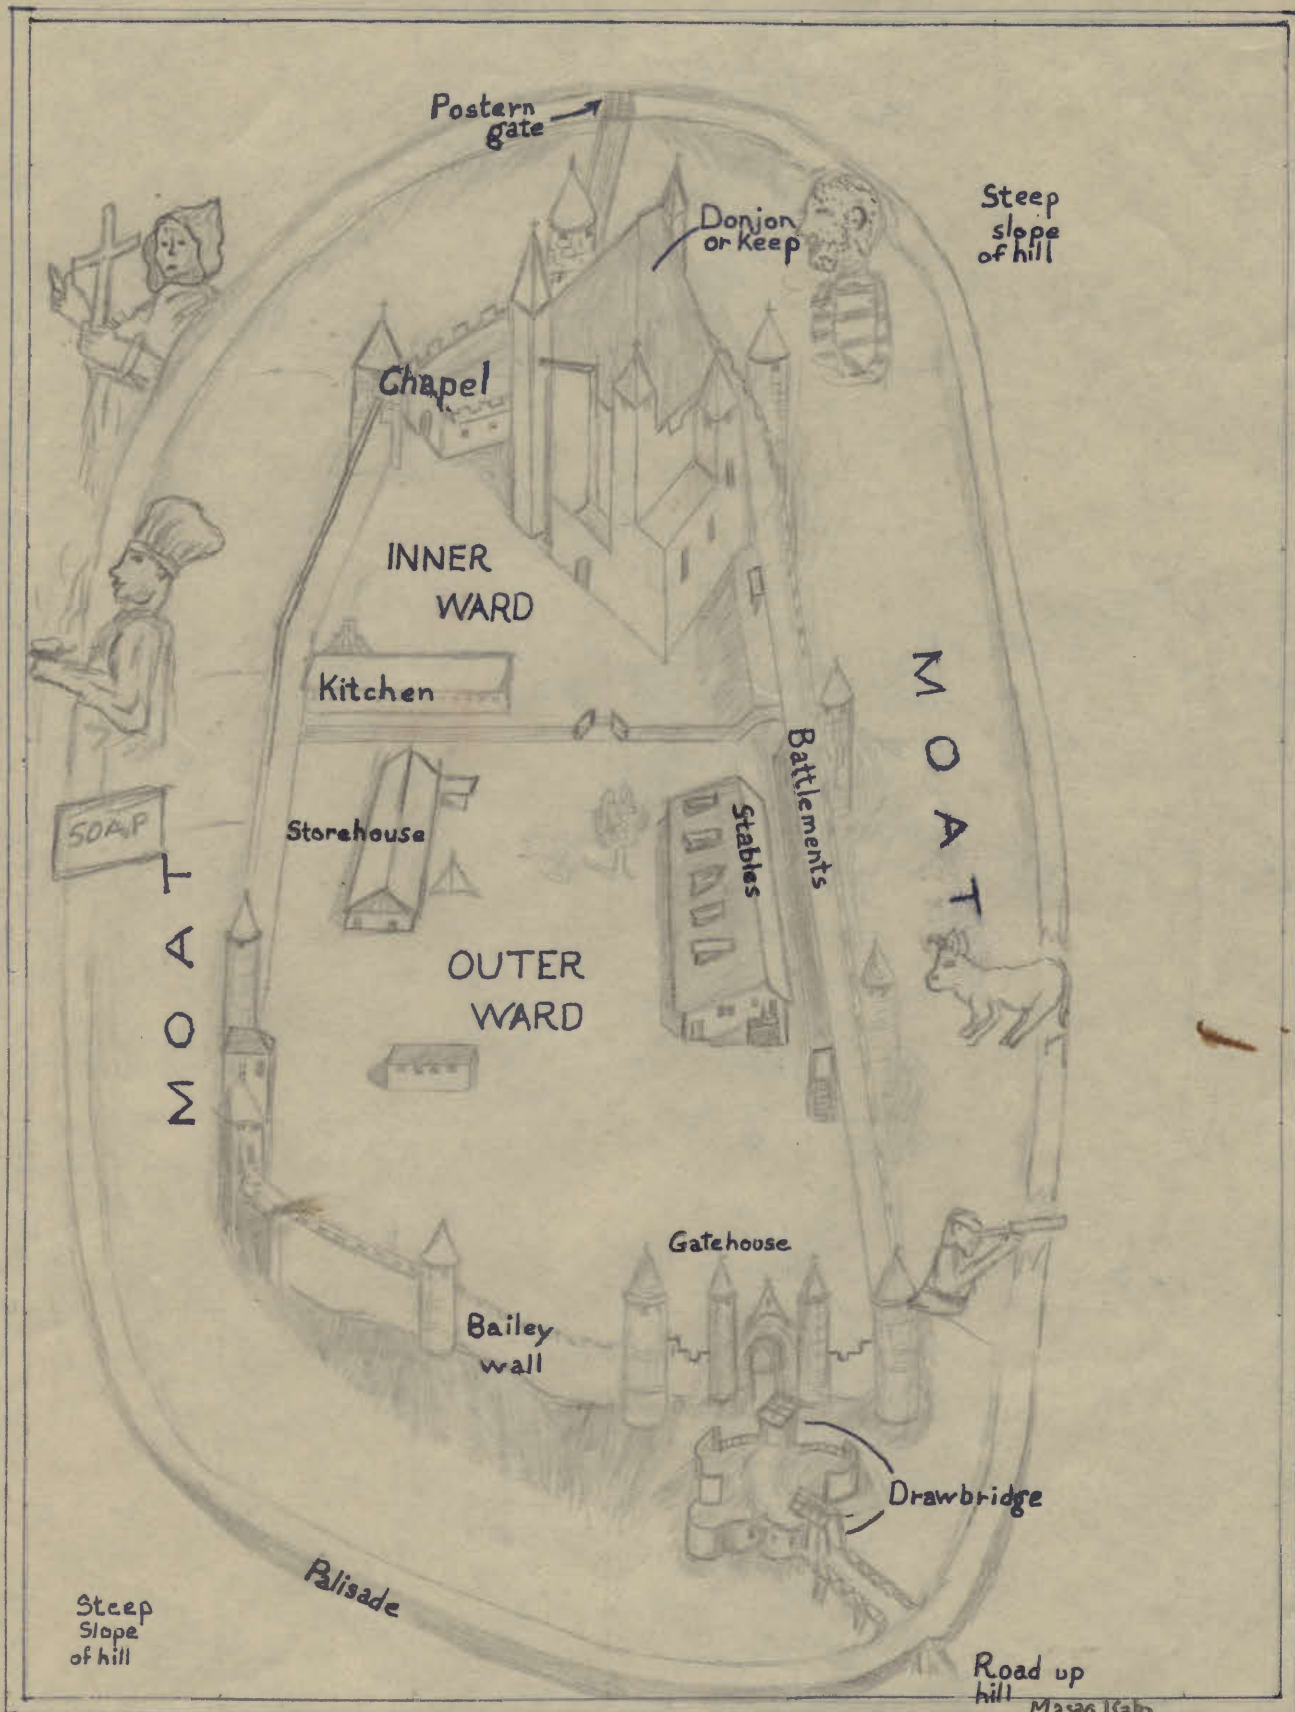 Postern
gate
Steep
slope
of hill
Donjon
or Keep
Chapel
INNER
WARD
Kitchen
MOAT
Battlements
Stables
Storehouse
SOAP
MOAT
OUTER
WARD
Gatehouse
Bailey
wall
Drawbridge
Palisade
Steep
Slope
of hill
Road up
hill